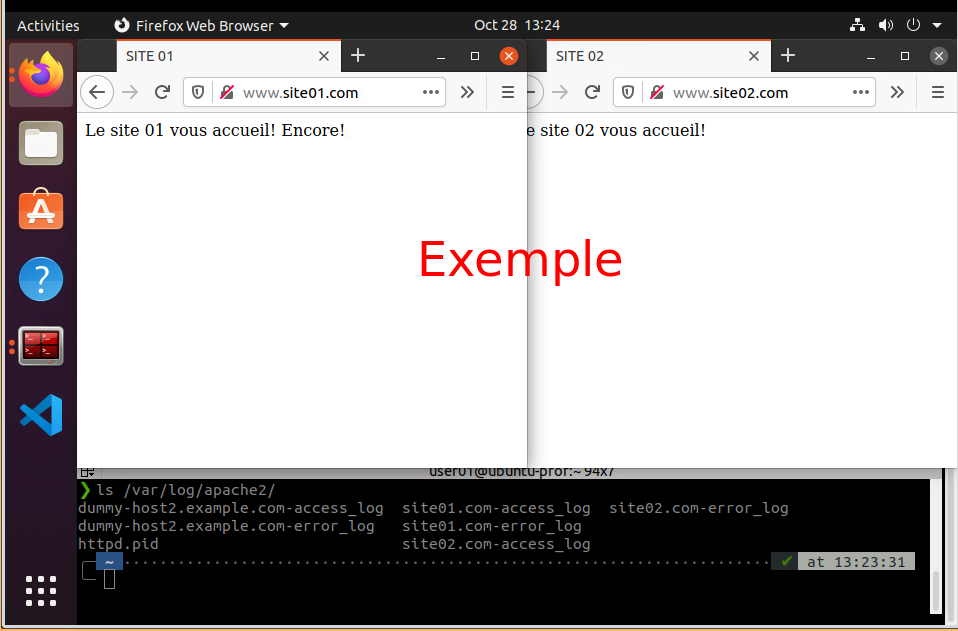 Activities Firefox Web Browser Oct 28 13:24
SITE 01
www.site01.com
Le site 01 vous accueil! Encore!
SITE 02
www.site02.com
e site 02 vous accueil!
Exemple
user01@ubuntu-prof: ~ 94x7
❯ ls /var/log/apache2/
dummy-host2.example.com-access_log site01.com-access_log site02.com-error_log
dummy-host2.example.com-error_log site01.com-error_log
httpd.pid site02.com-access_log
~ ✔ at 13:23:31